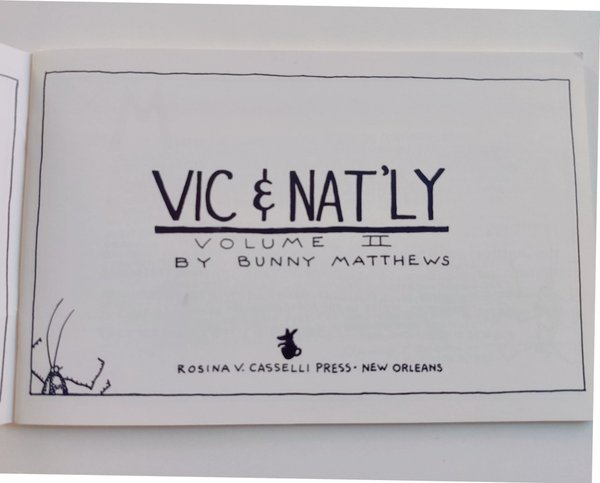 VIC & NAT'LY
VOLUME II
BY BUNNY MATTHEWS
ROSINA V. CASSELLI PRESS · NEW ORLEANS